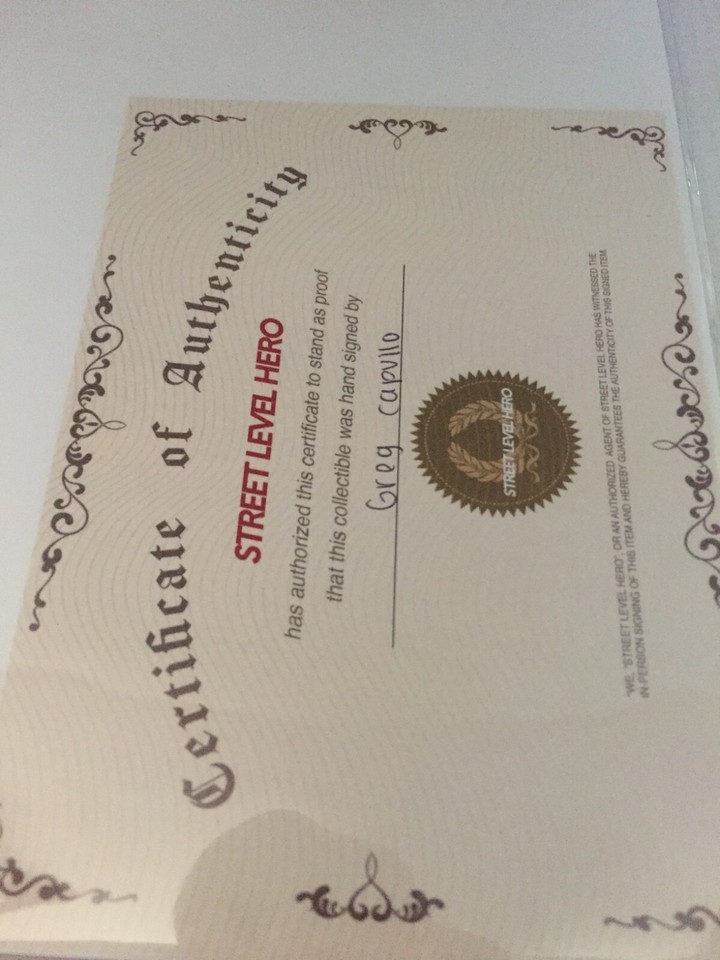 Certificate of Authenticity
STREET LEVEL HERO
has authorized this certificate to stand as proof
that this collectible was hand signed by
Greg Capullo
STREET LEVEL HERO
"WE, "STREET LEVEL HERO", OR AN AUTHORIZED AGENT OF STREET LEVEL HERO HAS WITNESSED THE
IN-PERSON SIGNING OF THIS ITEM AND HEREBY GUARANTEES THE AUTHENTICITY OF THIS SIGNED ITEM.